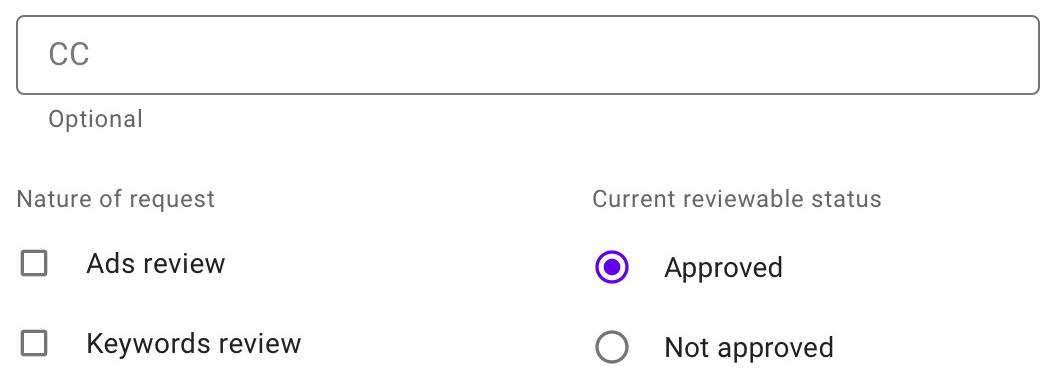 CC
Optional
Nature of request
Ads review
Keywords review
Current reviewable status
Approved
Not approved